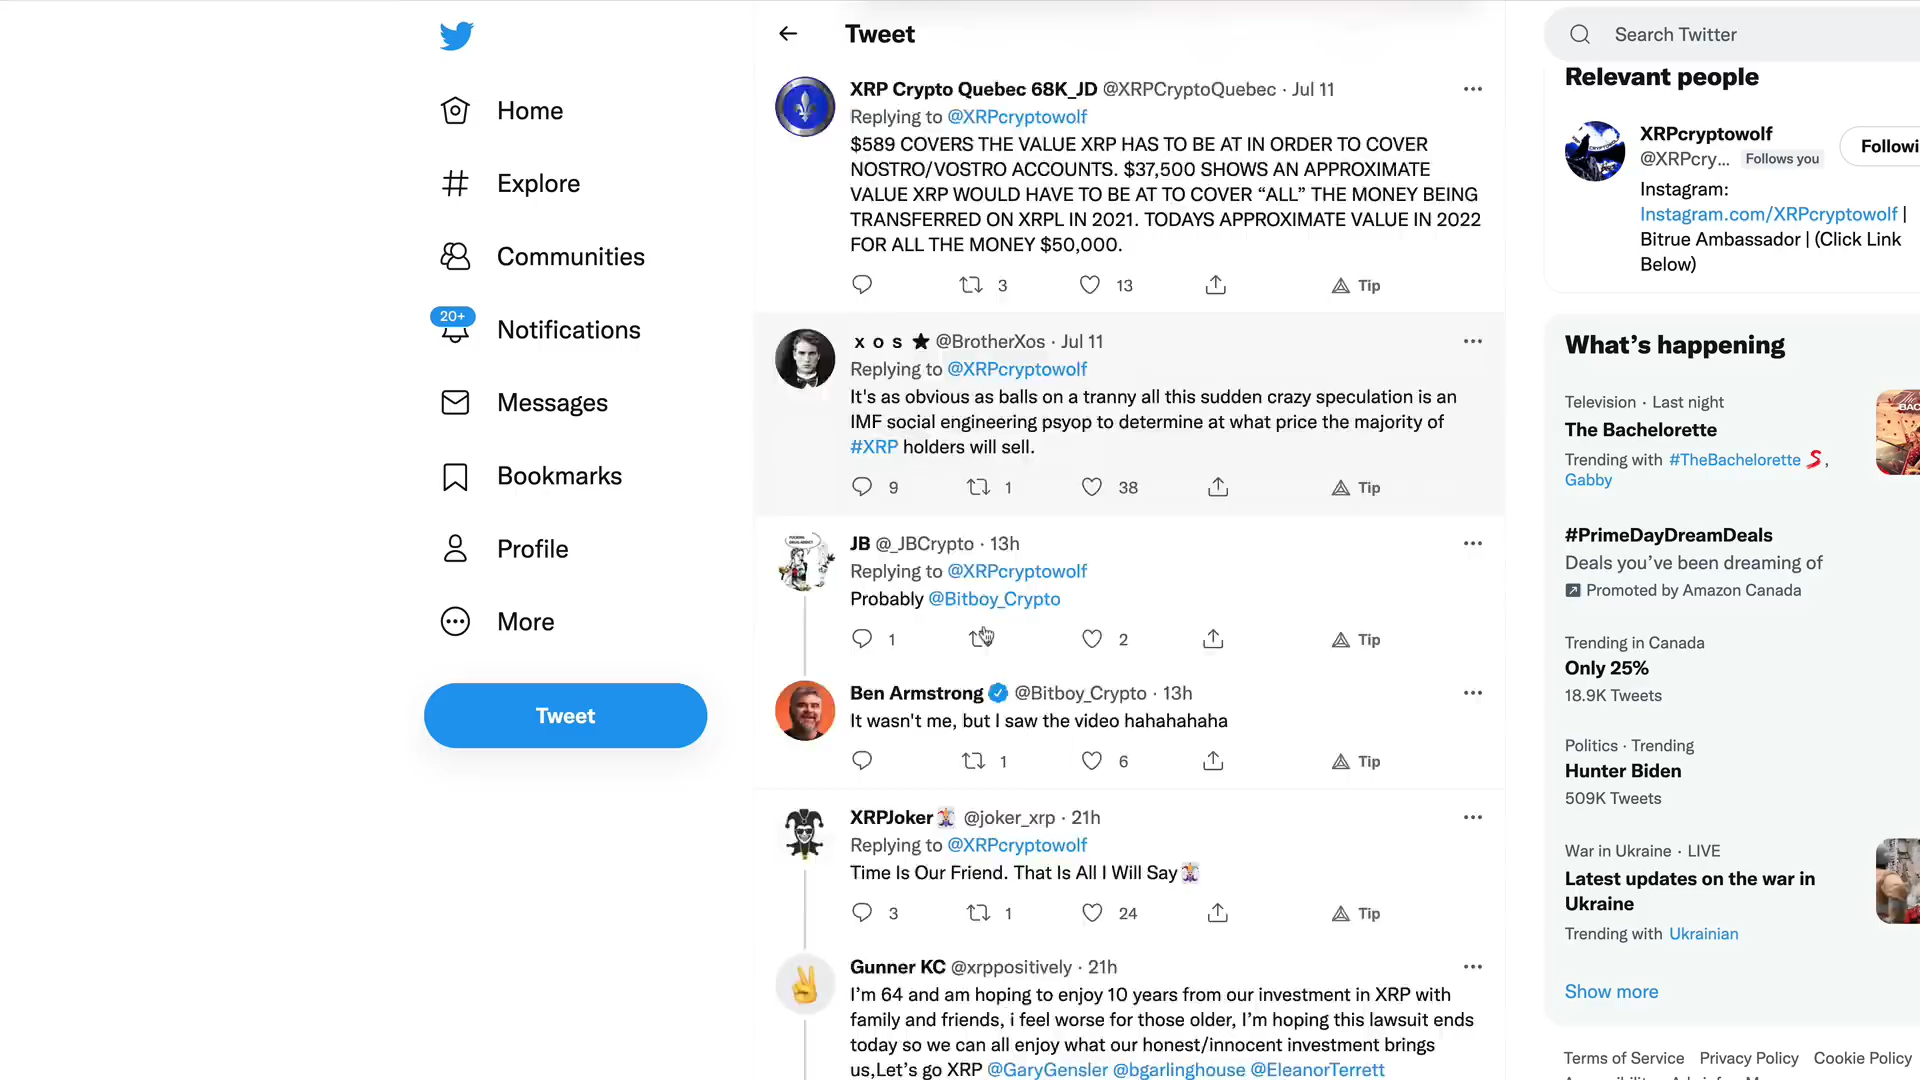 Home
Explore
Communities
20+
Notifications
Messages
Bookmarks
Profile
More
Tweet
Tweet
XRP Crypto Quebec 68K_JD @XRPCryptoQuebec · Jul 11
Replying to @XRPcryptowolf
$589 COVERS THE VALUE XRP HAS TO BE AT IN ORDER TO COVER
NOSTRO/VOSTRO ACCOUNTS. $37,500 SHOWS AN APPROXIMATE
VALUE XRP WOULD HAVE TO BE AT TO COVER “ALL” THE MONEY BEING
TRANSFERRED ON XRPL IN 2021. TODAYS APPROXIMATE VALUE IN 2022
FOR ALL THE MONEY $50,000.
3 13 Tip
x o s ★ @BrotherXos · Jul 11
Replying to @XRPcryptowolf
It's as obvious as balls on a tranny all this sudden crazy speculation is an
IMF social engineering psyop to determine at what price the majority of
#XRP holders will sell.
9 1 38 Tip
JB @_JBCrypto · 13h
Replying to @XRPcryptowolf
Probably @Bitboy_Crypto
1 2 Tip
Ben Armstrong @Bitboy_Crypto · 13h
It wasn't me, but I saw the video hahahahaha
1 6 Tip
XRPJoker🃏 @joker_xrp · 21h
Replying to @XRPcryptowolf
Time Is Our Friend. That Is All I Will Say🃏
3 1 24 Tip
Gunner KC @xrppositively · 21h
I’m 64 and am hoping to enjoy 10 years from our investment in XRP with
family and friends, i feel worse for those older, I’m hoping this lawsuit ends
today so we can all enjoy what our honest/innocent investment brings
us,Let’s go XRP @GaryGensler @bgarlinghouse @EleanorTerrett
Search Twitter
Relevant people
XRPcryptowolf
@XRPcry... Follows you
Followi
Instagram:
Instagram.com/XRPcryptowolf |
Bitrue Ambassador | (Click Link
Below)
What’s happening
Television · Last night
The Bachelorette
Trending with #TheBachelorette ,
Gabby
#PrimeDayDreamDeals
Deals you’ve been dreaming of
Promoted by Amazon Canada
Trending in Canada
Only 25%
18.9K Tweets
Politics · Trending
Hunter Biden
509K Tweets
War in Ukraine · LIVE
Latest updates on the war in
Ukraine
Trending with Ukrainian
Show more
Terms of Service Privacy Policy Cookie Policy